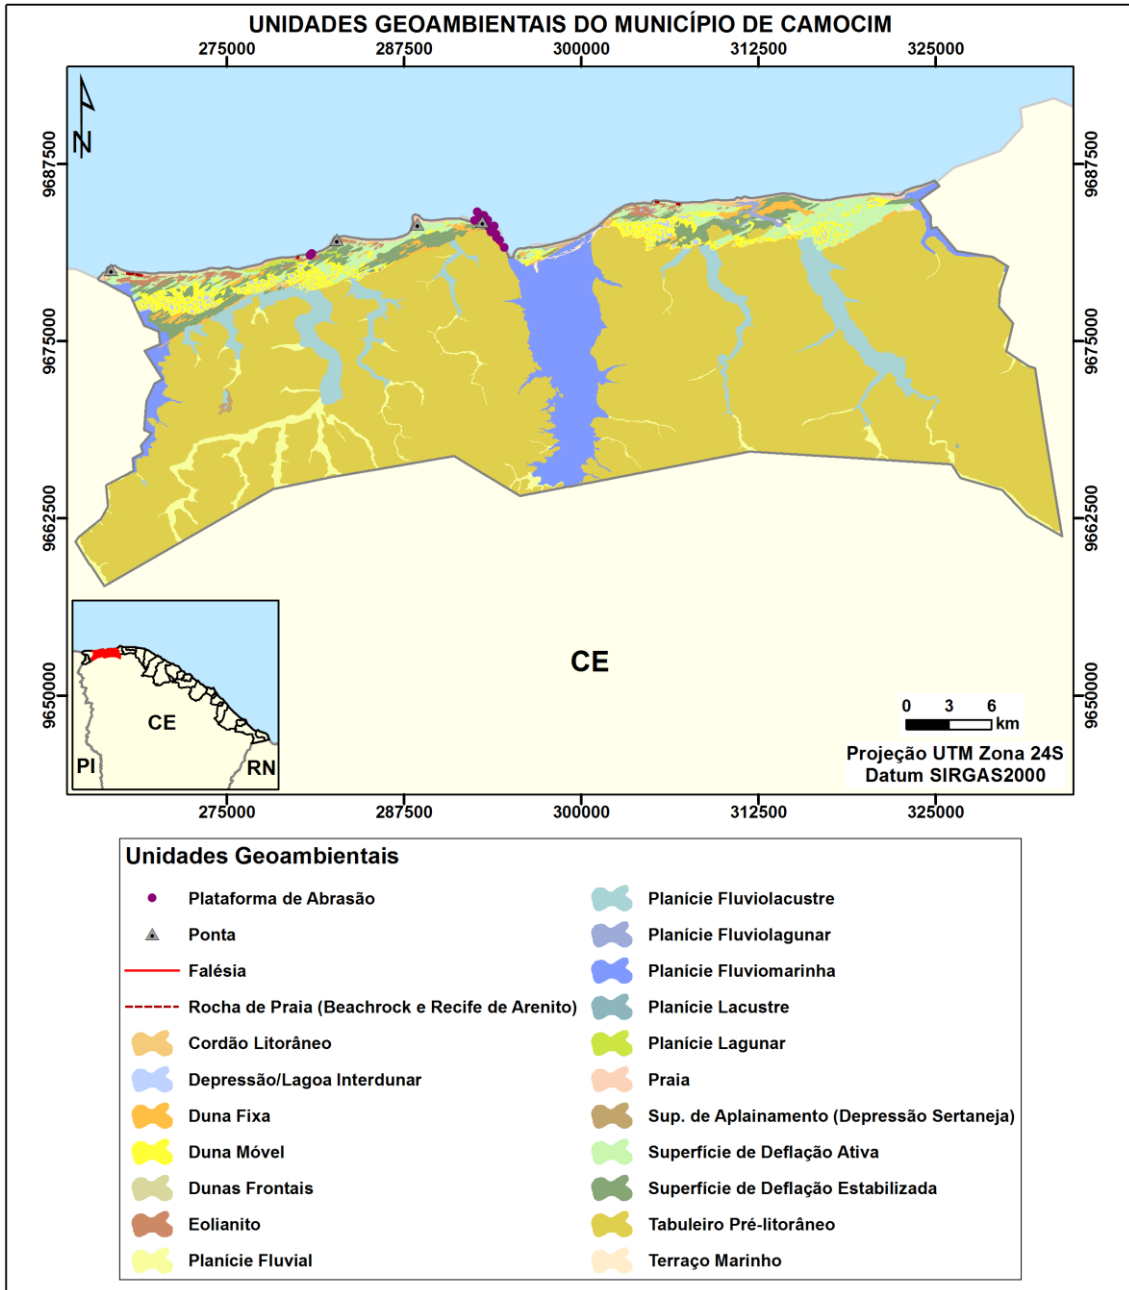 UNIDADES GEOAMBIENTAIS DO MUNICÍPIO DE CAMOCIM
275000 287500 300000 312500 325000
N
9687500 9687500
9675000 9675000
9662500 9662500
9650000 9650000
CE
CE
PI
RN
0 3 6
km
Projeção UTM Zona 24S
Datum SIRGAS2000
275000 287500 300000 312500 325000
Unidades Geoambientais
Plataforma de Abrasão
Ponta
Falésia
Rocha de Praia (Beachrock e Recife de Arenito)
Cordão Litorâneo
Depressão/Lagoa Interdunar
Duna Fixa
Duna Móvel
Dunas Frontais
Eolianito
Planície Fluvial
Planície Fluviolacustre
Planície Fluviolagunar
Planície Fluviomarinha
Planície Lacustre
Planície Lagunar
Praia
Sup. de Aplainamento (Depressão Sertaneja)
Superfície de Deflação Ativa
Superfície de Deflação Estabilizada
Tabuleiro Pré-litorâneo
Terraço Marinho